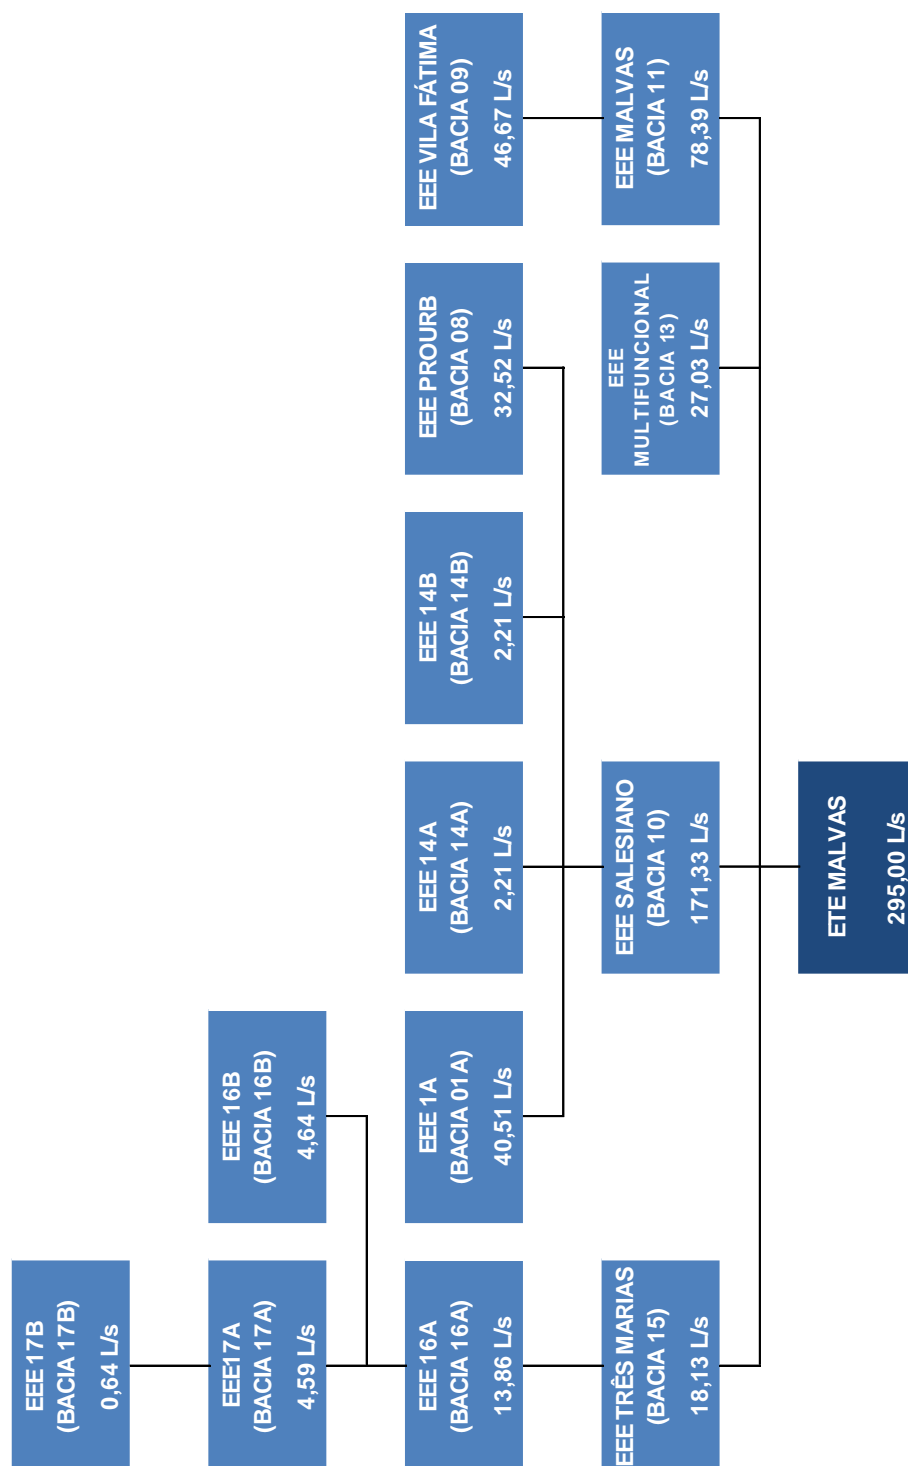 EEE 17B
(BACIA 17B)
0,64 L/s
EEE17A
(BACIA 17A)
4,59 L/s
EEE 16B
(BACIA 16B)
4,64 L/s
EEE 16A
(BACIA 16A)
13,86 L/s
EEE 1A
(BACIA 01A)
40,51 L/s
EEE 14A
(BACIA 14A)
2,21 L/s
EEE 14B
(BACIA 14B)
2,21 L/s
EEE PROURB
(BACIA 08)
32,52 L/s
EEE VILA FÁTIMA
(BACIA 09)
46,67 L/s
EEE TRÊS MARIAS
(BACIA 15)
18,13 L/s
EEE SALESIANO
(BACIA 10)
171,33 L/s
EEE
MULTIFUNCIONAL
(BACIA 13)
27,03 L/s
EEE MALVAS
(BACIA 11)
78,39 L/s
ETE MALVAS
295,00 L/s